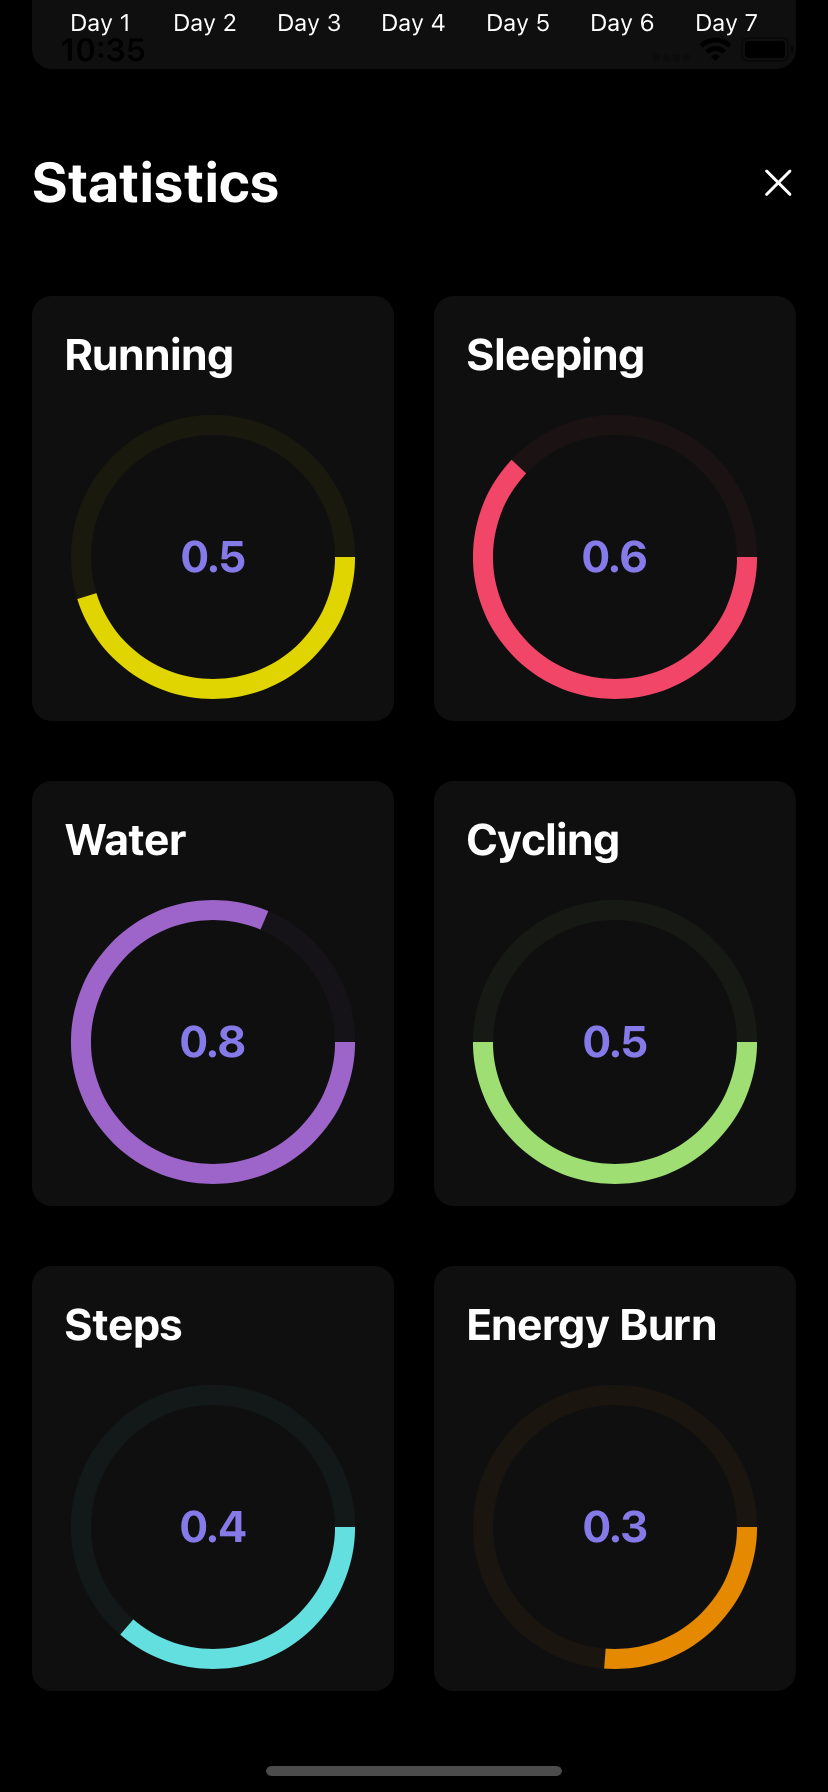 Day 1 Day 2 Day 3 Day 4 Day 5 Day 6 Day 7
10:35
Statistics
Running
Sleeping
0.5
0.6
Water
Cycling
0.8
0.5
Steps
Energy Burn
0.4
0.3